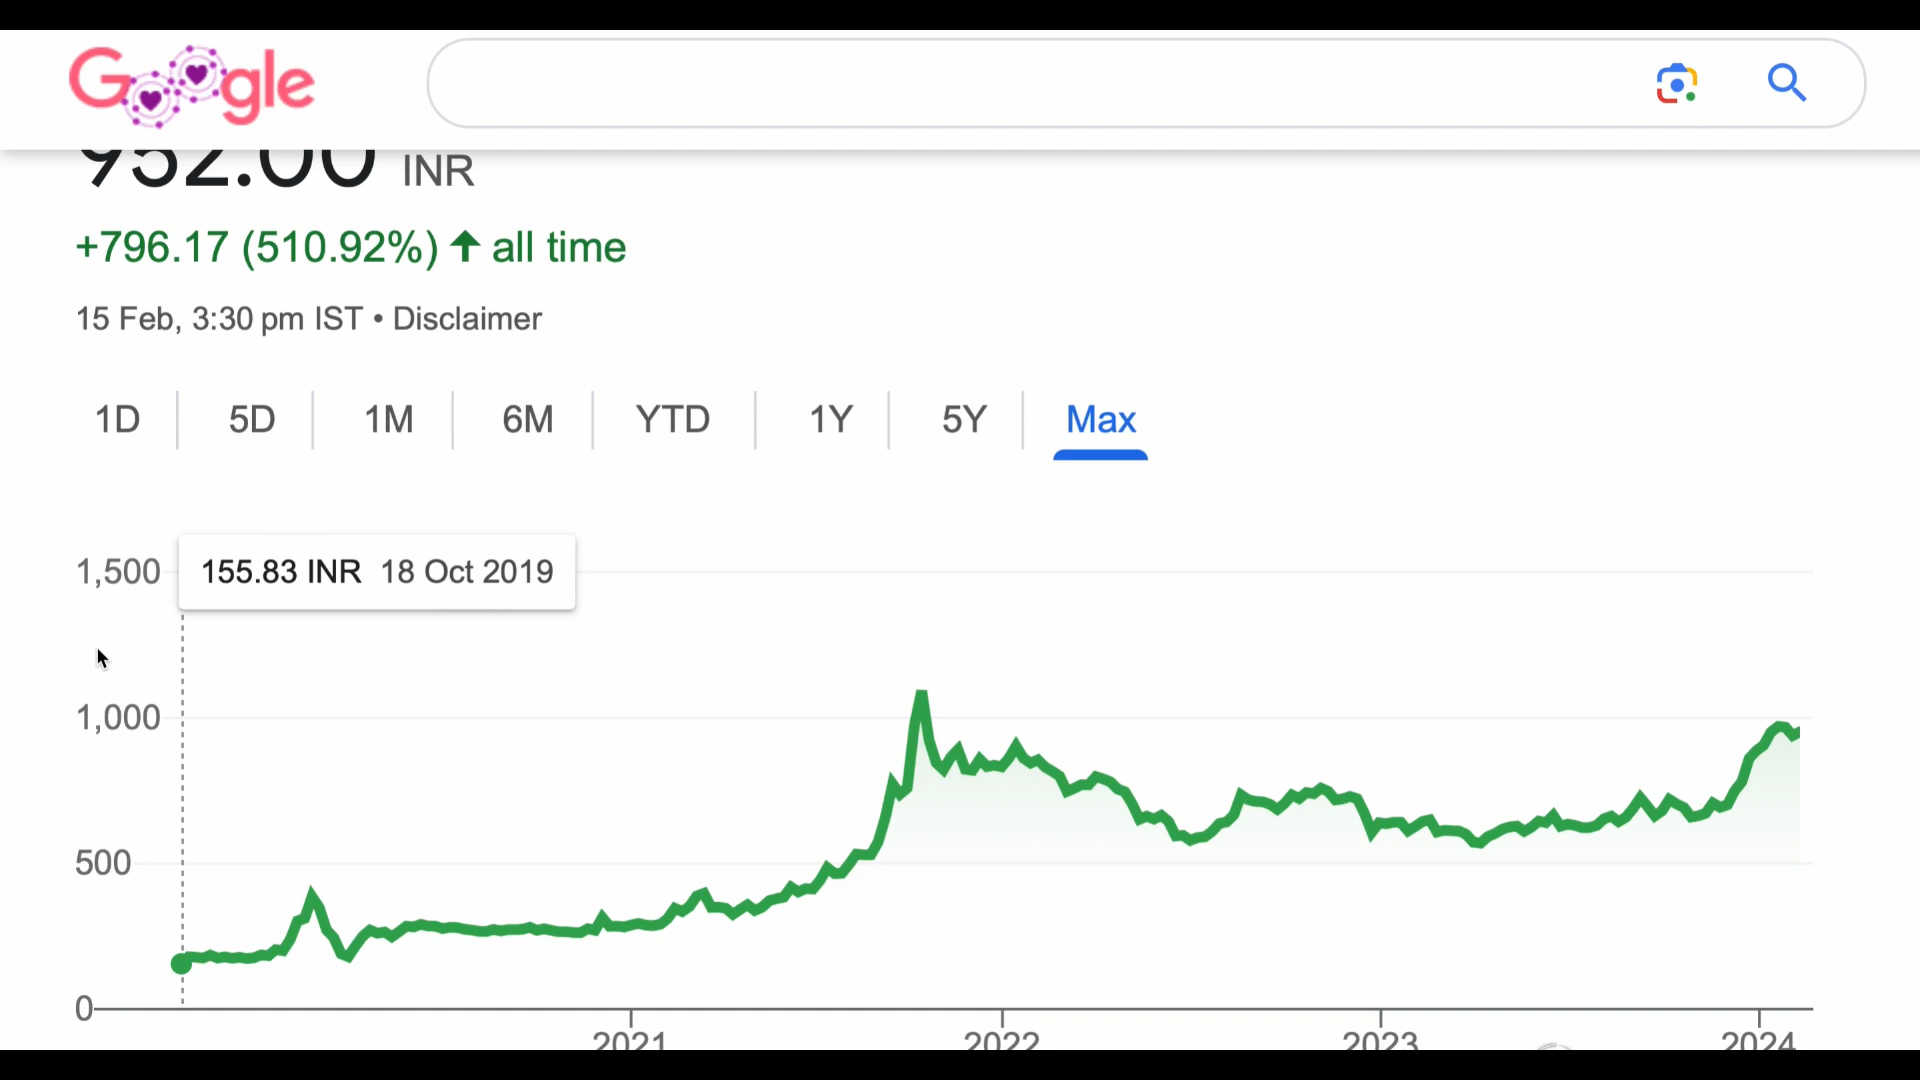 Google
952.00 INR
+796.17 (510.92%) all time
15 Feb, 3:30 pm IST • Disclaimer
1D 5D 1M 6M YTD 1Y 5Y Max
1,500
155.83 INR 18 Oct 2019
1,000
500
0
2021 2022 2023 2024